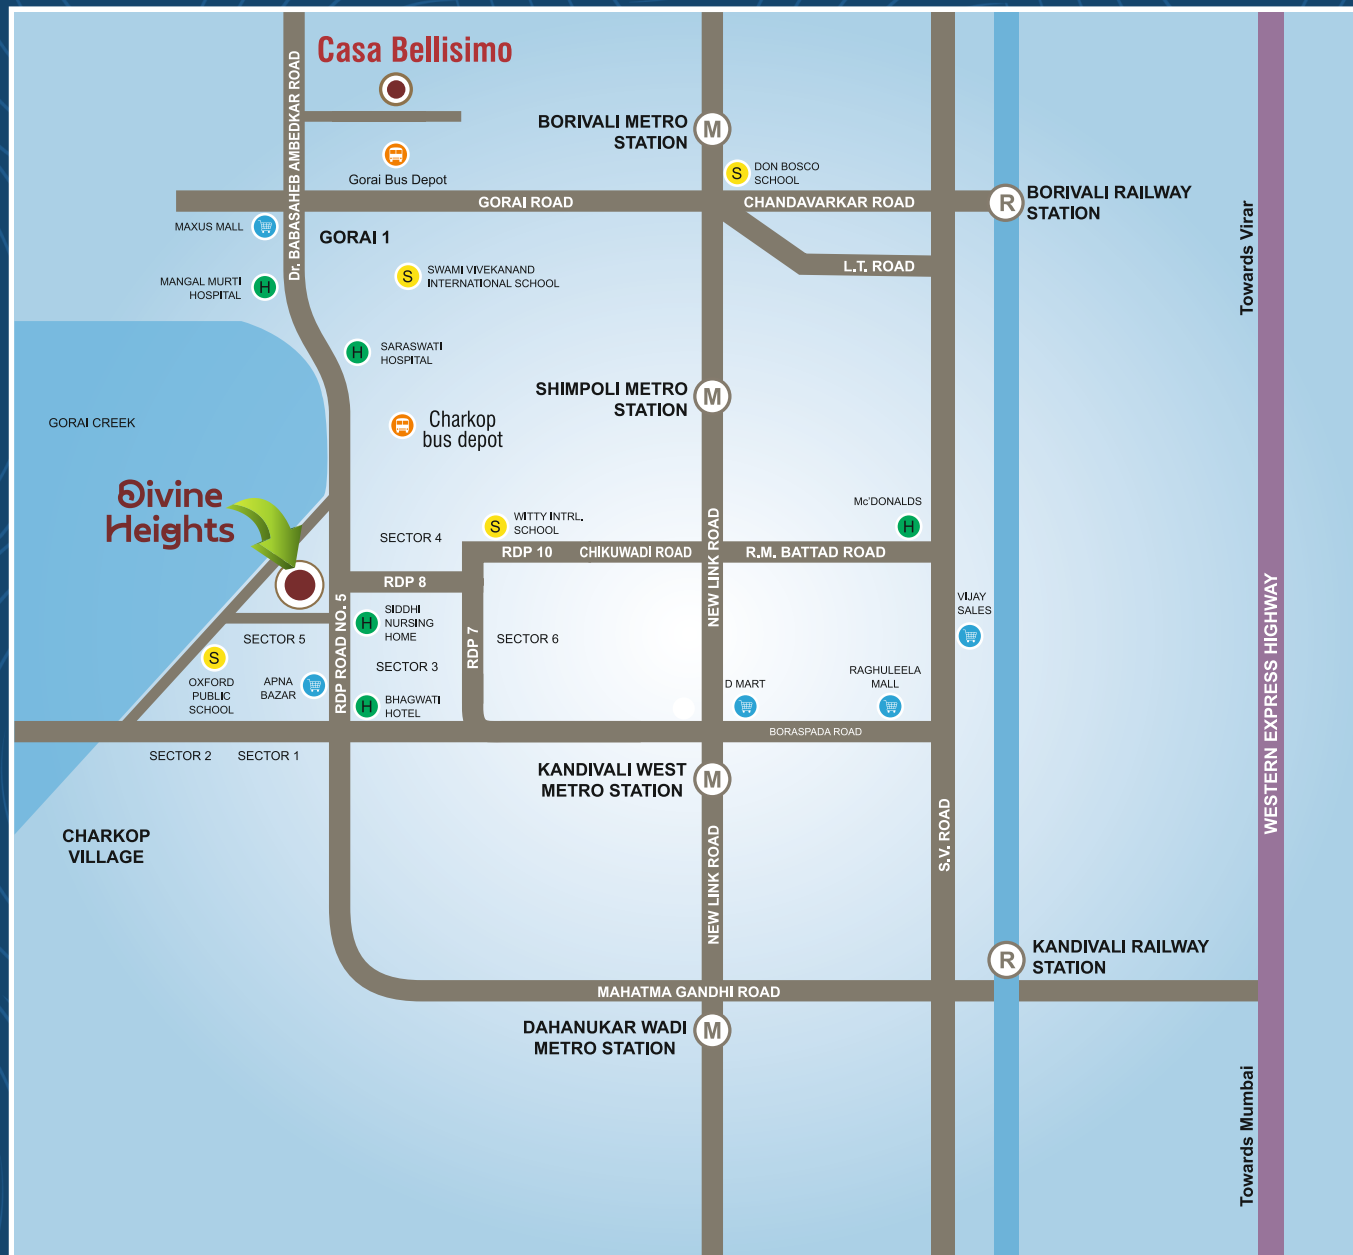 Casa Bellisimo
Dr. BABASAHEB AMBEDKAR ROAD
BORIVALI METRO
STATION
M
Gorai Bus Depot
S
DON BOSCO
SCHOOL
GORAI ROAD
CHANDAVARKAR ROAD
R
BORIVALI RAILWAY
STATION
MAXUS MALL
GORAI 1
Towards Virar
L.T. ROAD
MANGAL MURTI
HOSPITAL
H
S
SWAMI VIVEKANAND
INTERNATIONAL SCHOOL
H
SARASWATI
HOSPITAL
SHIMPOLI METRO
STATION
M
GORAI CREEK
Charkop
bus depot
Divine
Heights
Mc'DONALDS
H
S
WITTY INTRL.
SCHOOL
SECTOR 4
RDP 10
CHIKUWADI ROAD
NEW LINK ROAD
R.M. BATTAD ROAD
RDP 8
RDP ROAD NO. 5
H
SIDDHI
NURSING
HOME
RDP 7
SECTOR 6
VIJAY
SALES
WESTERN EXPRESS HIGHWAY
SECTOR 5
S
OXFORD
PUBLIC
SCHOOL
APNA
BAZAR
SECTOR 3
H
BHAGWATI
HOTEL
D MART
RAGHULEELA
MALL
BORASPADA ROAD
SECTOR 2
SECTOR 1
KANDIVALI WEST
METRO STATION
M
CHARKOP
VILLAGE
NEW LINK ROAD
S.V. ROAD
R
KANDIVALI RAILWAY
STATION
MAHATMA GANDHI ROAD
DAHANUKAR WADI
METRO STATION
M
Towards Mumbai